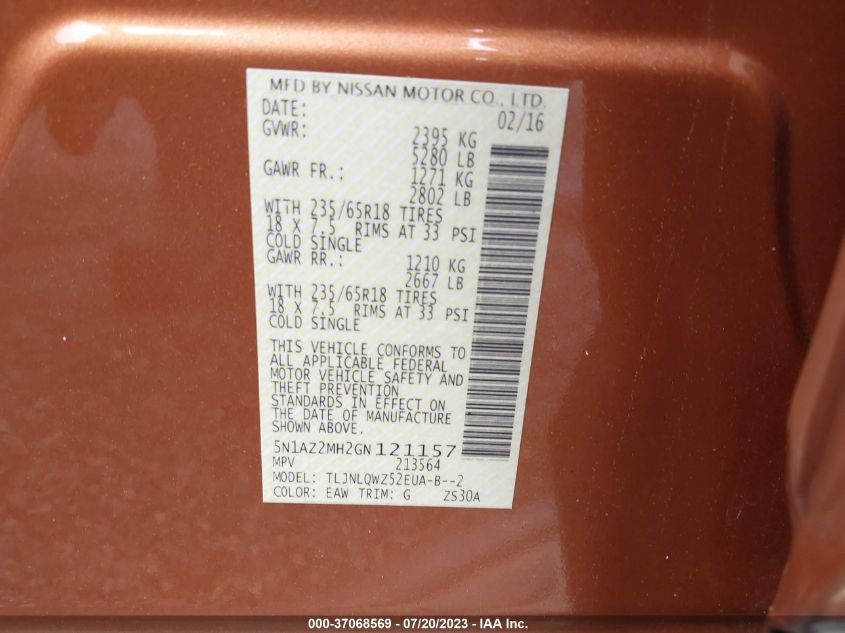 MFD BY NISSAN MOTOR CO., LTD.
DATE: 02/16
GVWR: 2395 KG
5280 LB
GAWR FR.: 1271 KG
2802 LB
WITH 235/65R18 TIRES
18 X 7.5 RIMS AT 33 PSI
COLD SINGLE
GAWR RR.: 1210 KG
2667 LB
WITH 235/65R18 TIRES
18 X 7.5 RIMS AT 33 PSI
COLD SINGLE
THIS VEHICLE CONFORMS TO
ALL APPLICABLE FEDERAL
MOTOR VEHICLE SAFETY AND
THEFT PREVENTION
STANDARDS IN EFFECT ON
THE DATE OF MANUFACTURE
SHOWN ABOVE.
5N1AZ2MH2GN121157
MPV 213564
MODEL: TLJNLQWZ52EUA-B--2
COLOR: EAW TRIM: G ZS30A
000-37068569 - 07/20/2023 - IAA Inc.